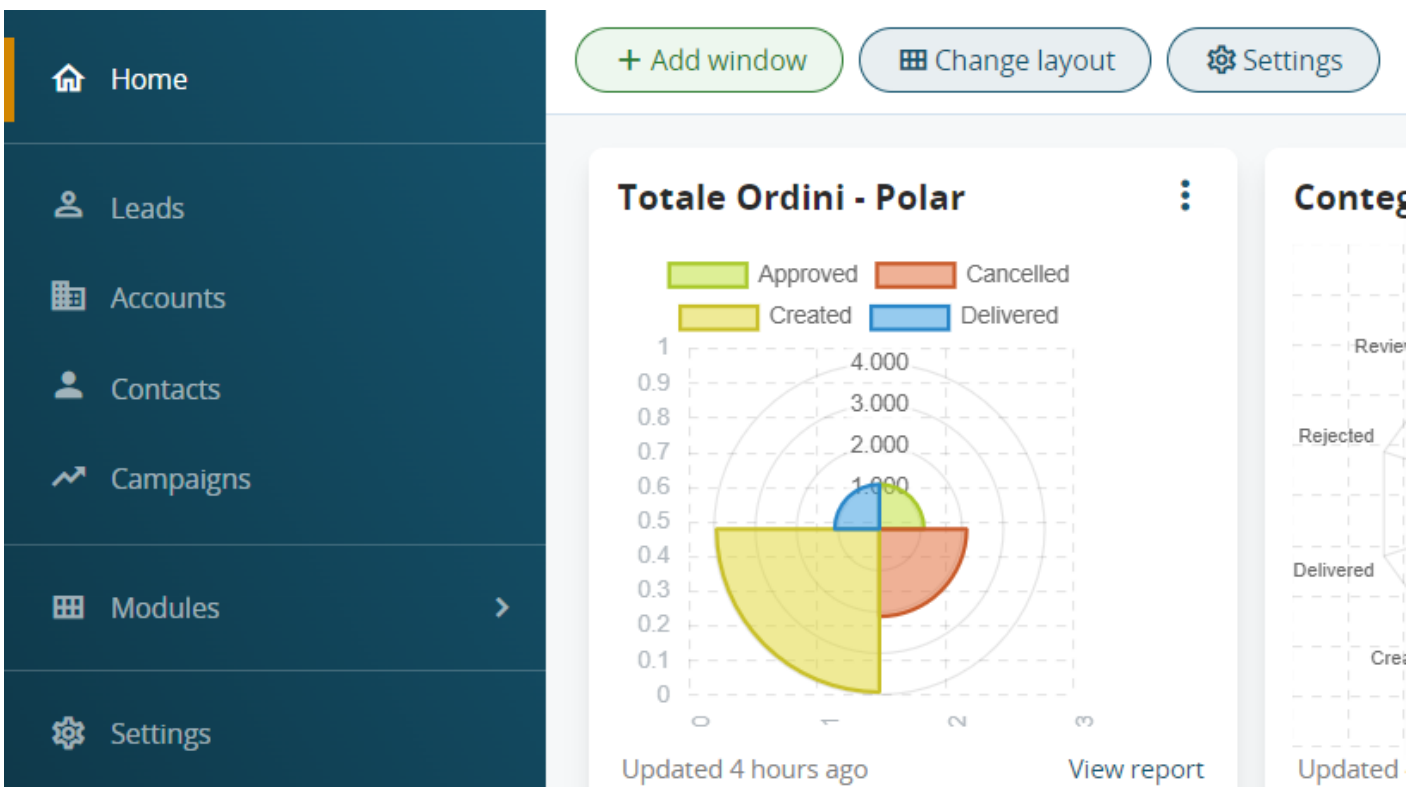 Home
Leads
Accounts
Contacts
Campaigns
Modules
Settings
+ Add window
Change layout
Settings
Totale Ordini - Polar
Approved
Cancelled
Created
Delivered
1
0.9
0.8
0.7
0.6
0.5
0.4
0.3
0.2
0.1
0
4.000
3.000
2.000
1.000
0
1
2
3
Updated 4 hours ago
View report
Rejected
Delivered
Updated